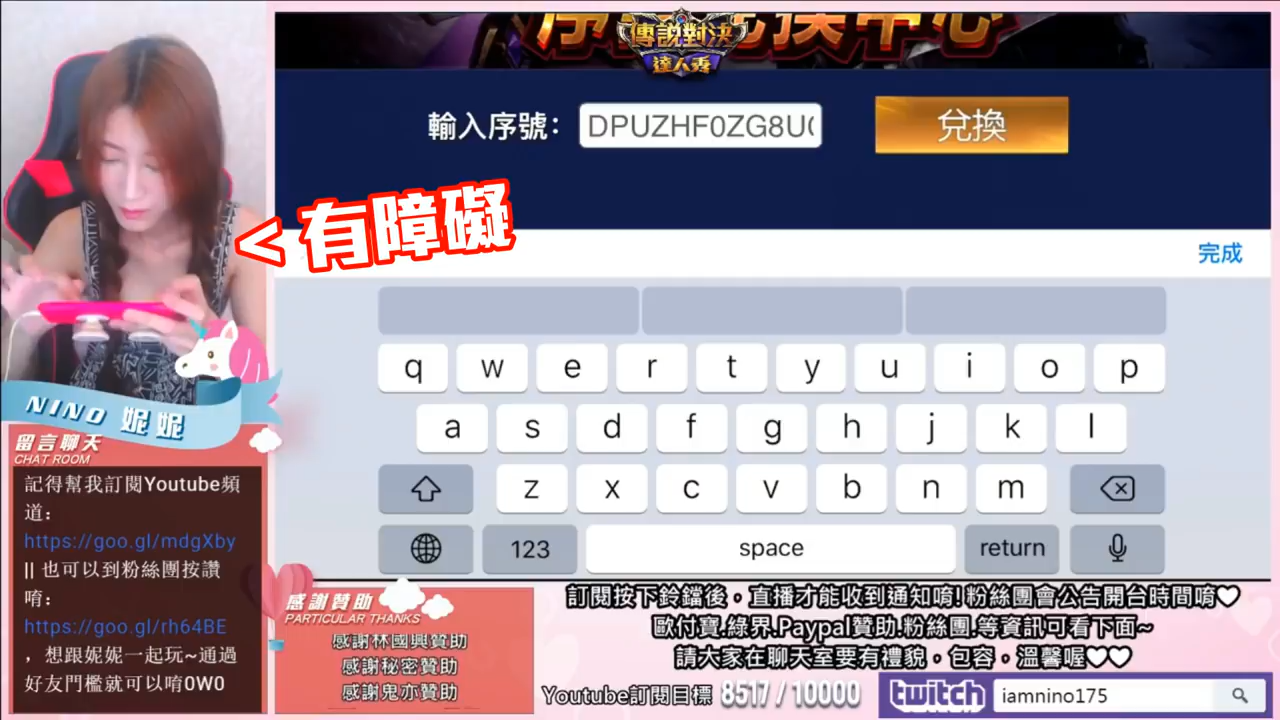 序號兌換中心
傳說對決
達人秀
輸入序號：
DPUZHF0ZG8U
兌換
< 有障礙
完成
q w e r t y u i o p
a s d f g h j k l
z x c v b n m
123 space return
NINO 妮妮
留言聊天
CHAT ROOM
記得幫我訂閱Youtube頻
道：
https://goo.gl/mdgXby
|| 也可以到粉絲團按讚
唷：
https://goo.gl/rh64BE
，想跟妮妮一起玩~通過
好友門檻就可以唷0W0
感謝贊助
PARTICULAR THANKS
感謝林國興贊助
感謝秘密贊助
感謝鬼亦贊助
訂閱按下鈴鐺後，直播才能收到通知唷!粉絲團會公告開台時間唷♡
歐付寶.綠界.Paypal贊助.粉絲團.等資訊可看下面~
請大家在聊天室要有禮貌，包容，溫馨喔♡♡
Youtube訂閱目標 8517 / 10000
twitch iamnino175